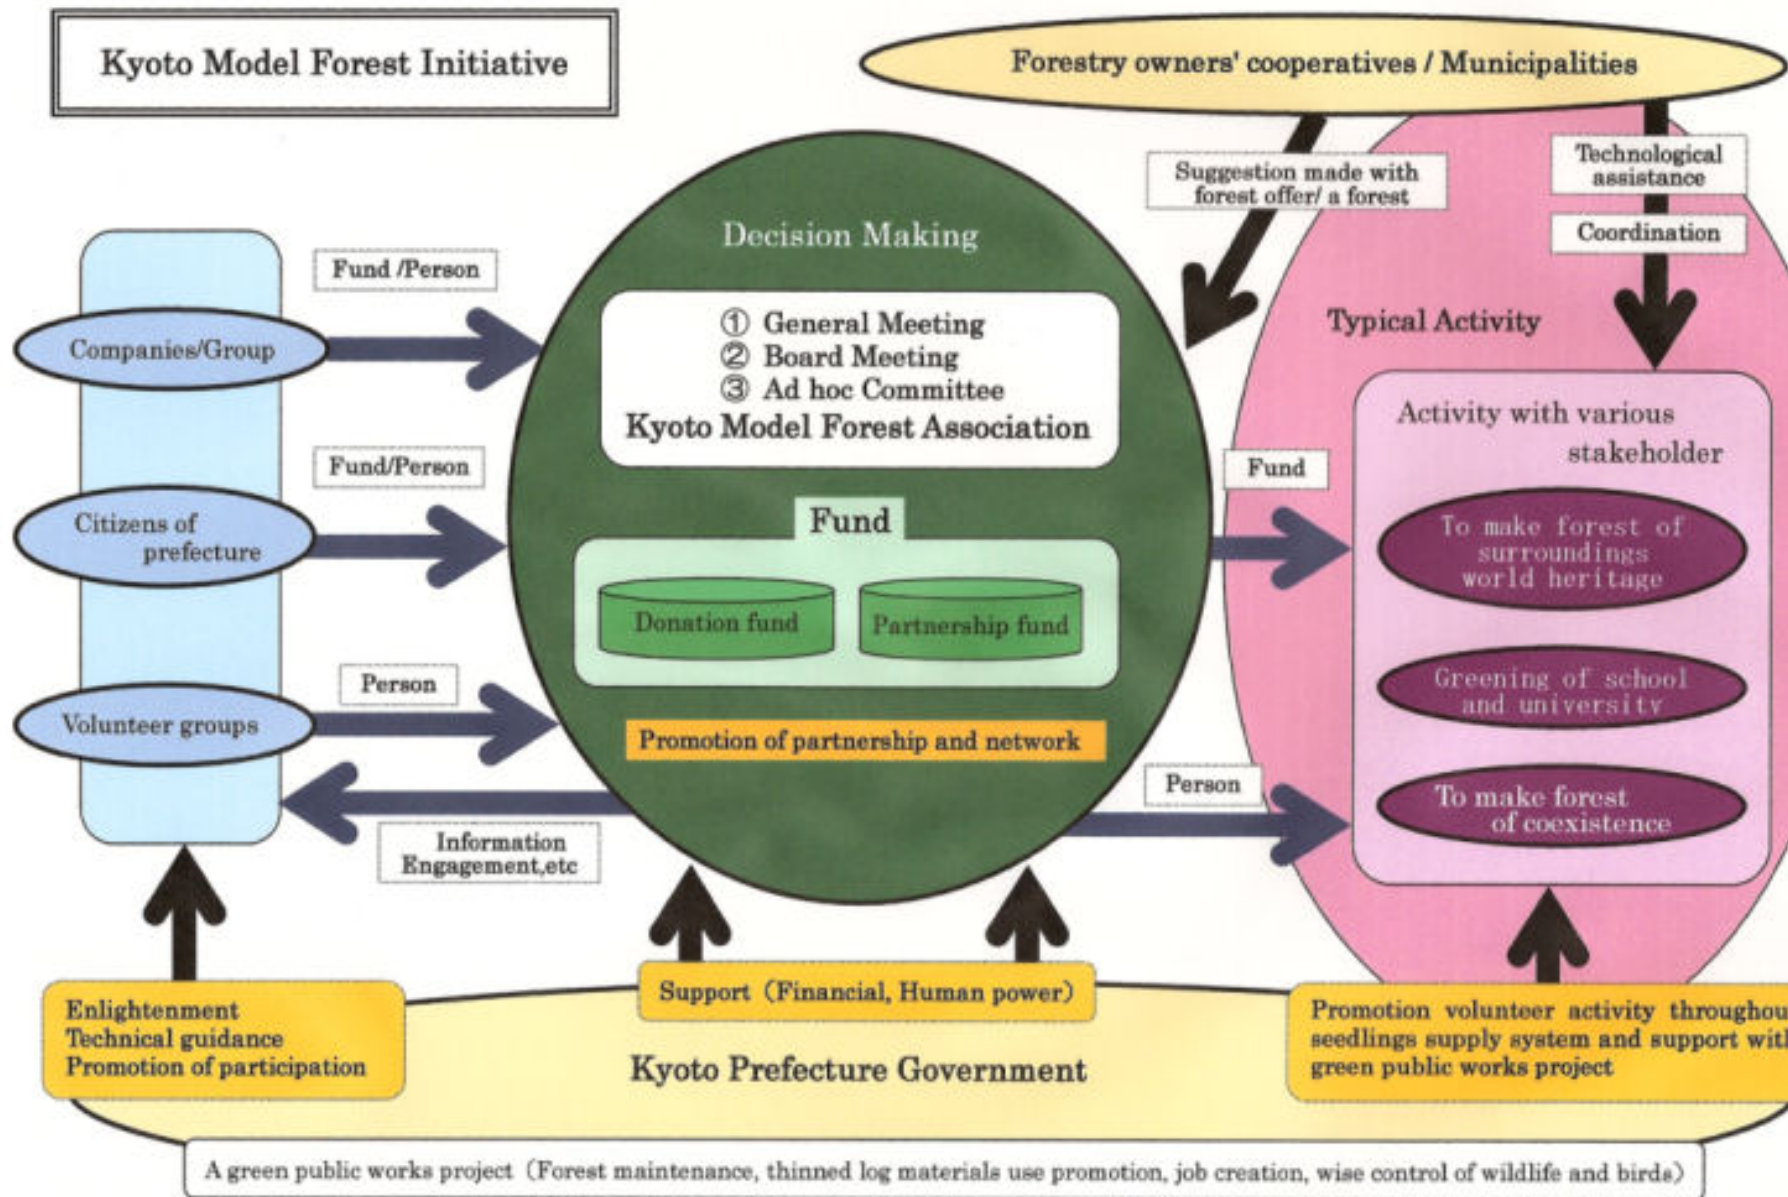 Kyoto Model Forest Initiative
Forestry owners' cooperatives / Municipalities
Suggestion made with
forest offer/ a forest
Technological
assistance
Coordination
Decision Making
① General Meeting
② Board Meeting
③ Ad hoc Committee
Kyoto Model Forest Association
Fund
Donation fund
Partnership fund
Promotion of partnership and network
Fund /Person
Companies/Group
Fund/Person
Citizens of
prefecture
Person
Volunteer groups
Information
Engagement,etc
Typical Activity
Activity with various
stakeholder
Fund
To make forest of
surroundings
world heritage
Greening of school
and university
Person
To make forest
of coexistence
Enlightenment
Technical guidance
Promotion of participation
Support (Financial, Human power)
Promotion volunteer activity throughou
seedlings supply system and support with
green public works project
Kyoto Prefecture Government
A green public works project (Forest maintenance, thinned log materials use promotion, job creation, wise control of wildlife and birds)